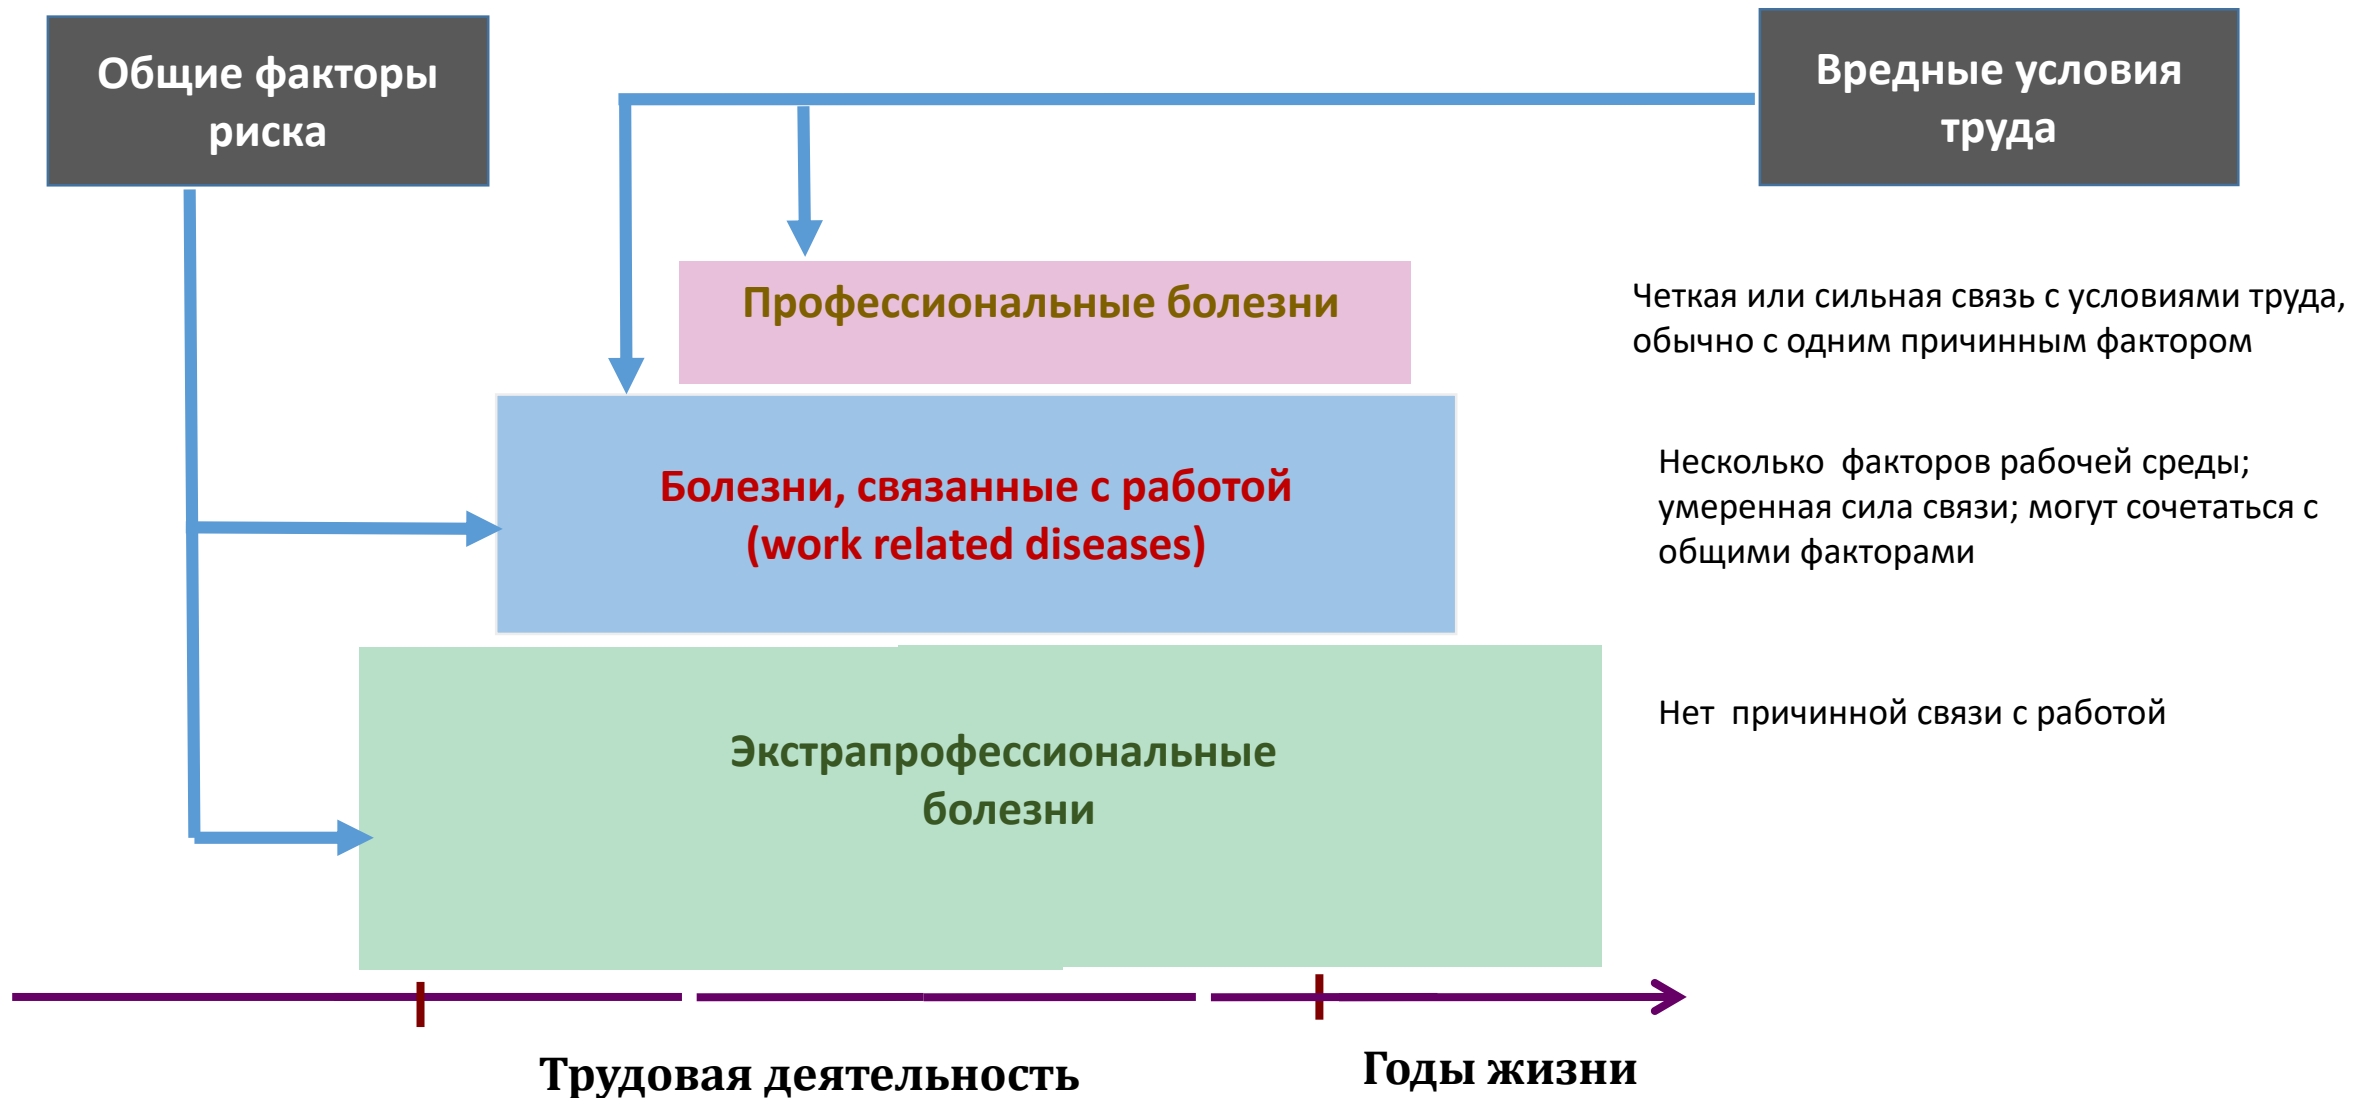 Общие факторы
риска
Вредные условия
труда
Профессиональные болезни
Четкая или сильная связь с условиями труда,
обычно с одним причинным фактором
Болезни, связанные с работой
(work related diseases)
Несколько факторов рабочей среды;
умеренная сила связи; могут сочетаться с
общими факторами
Экстрапрофессиональные
болезни
Нет причинной связи с работой
Трудовая деятельность
Годы жизни